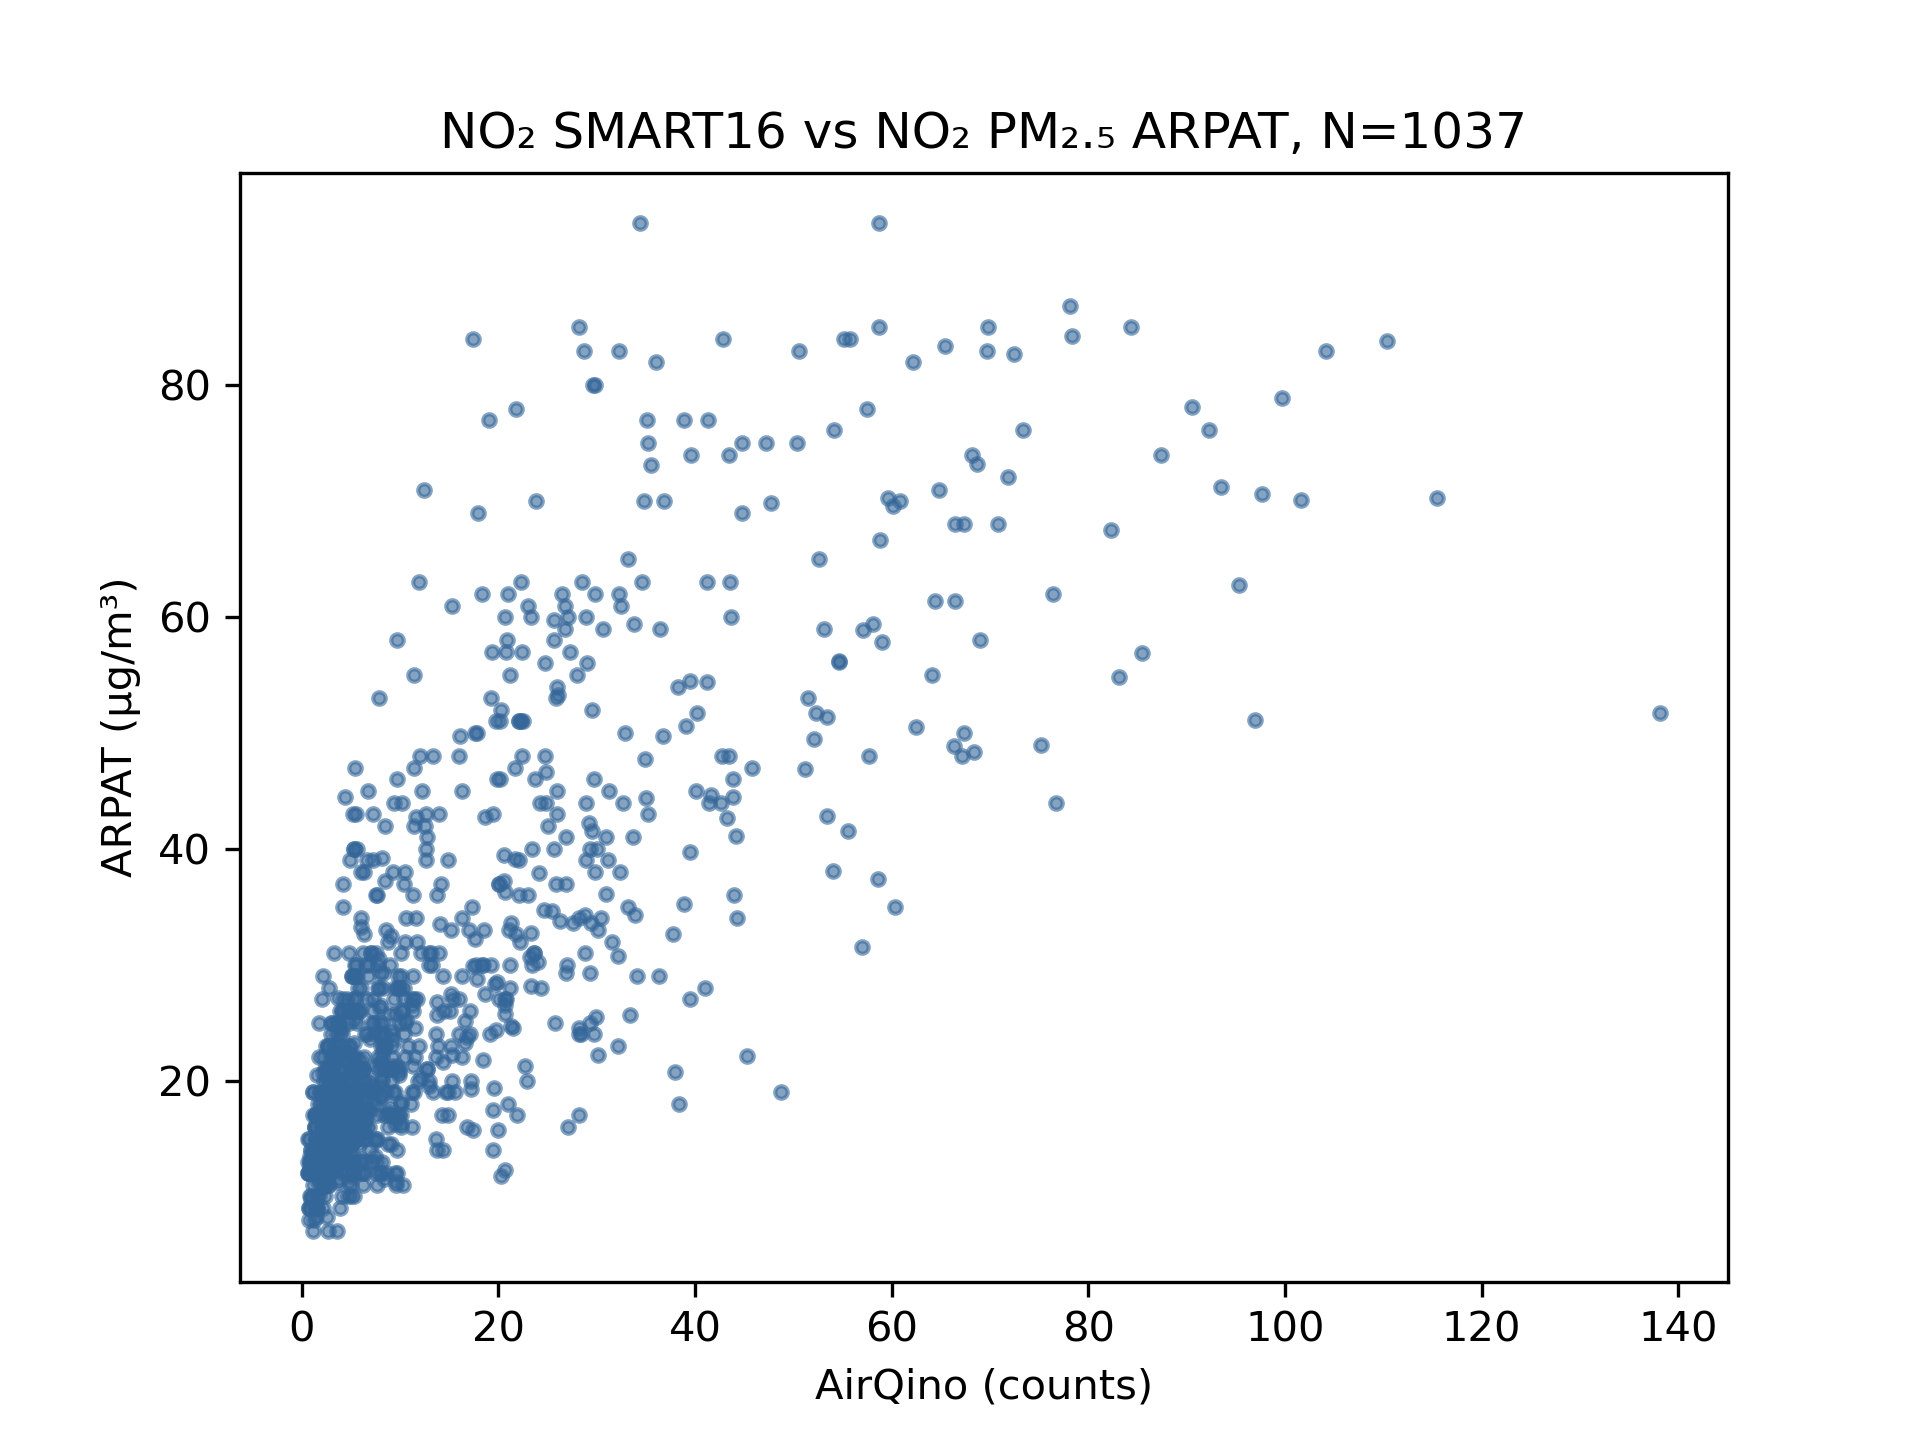 NO₂ SMART16 vs NO₂ PM₂.₅ ARPAT, N=1037
ARPAT (µg/m³)
80
60
40
20
0 20 40 60 80 100 120 140
AirQino (counts)